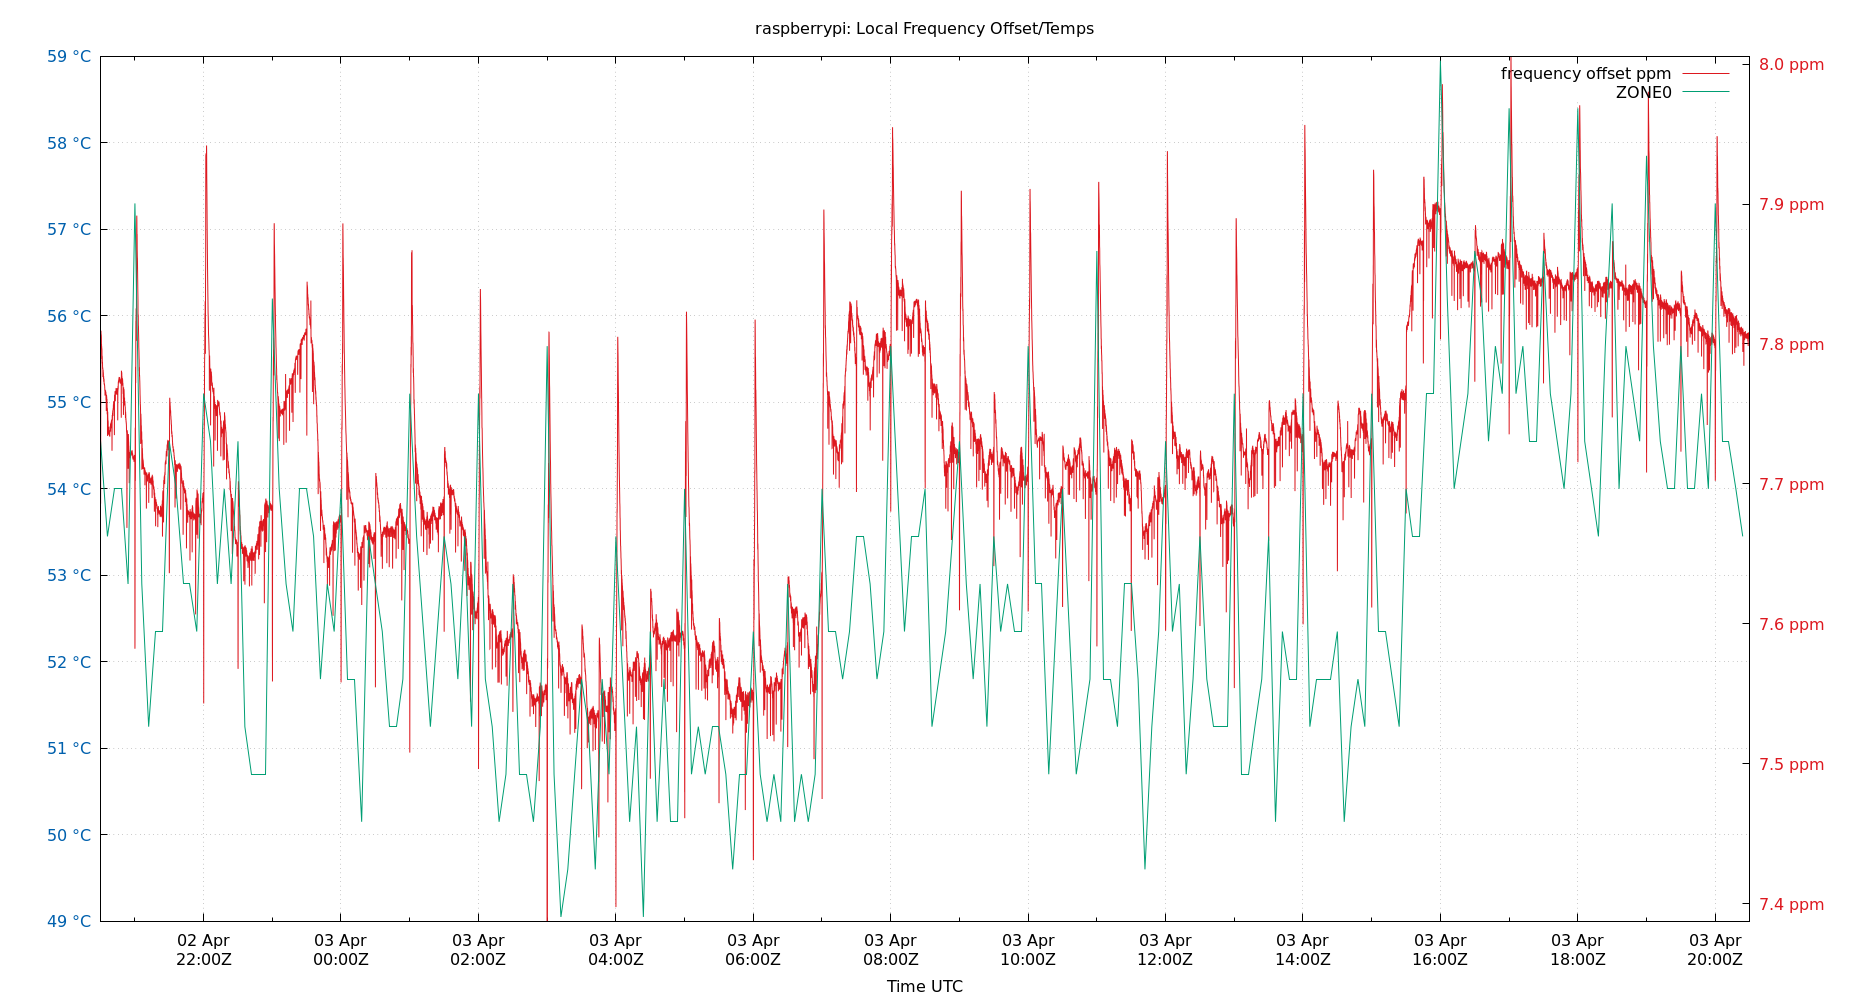 raspberrypi: Local Frequency Offset/Temps
59 °C
58 °C
57 °C
56 °C
55 °C
54 °C
53 °C
52 °C
51 °C
50 °C
49 °C
8.0 ppm
7.9 ppm
7.8 ppm
7.7 ppm
7.6 ppm
7.5 ppm
7.4 ppm
frequency offset ppm
ZONE0
02 Apr 03 Apr 03 Apr 03 Apr 03 Apr 03 Apr 03 Apr 03 Apr 03 Apr 03 Apr 03 Apr 03 Apr
22:00Z 00:00Z 02:00Z 04:00Z 06:00Z 08:00Z 10:00Z 12:00Z 14:00Z 16:00Z 18:00Z 20:00Z
Time UTC